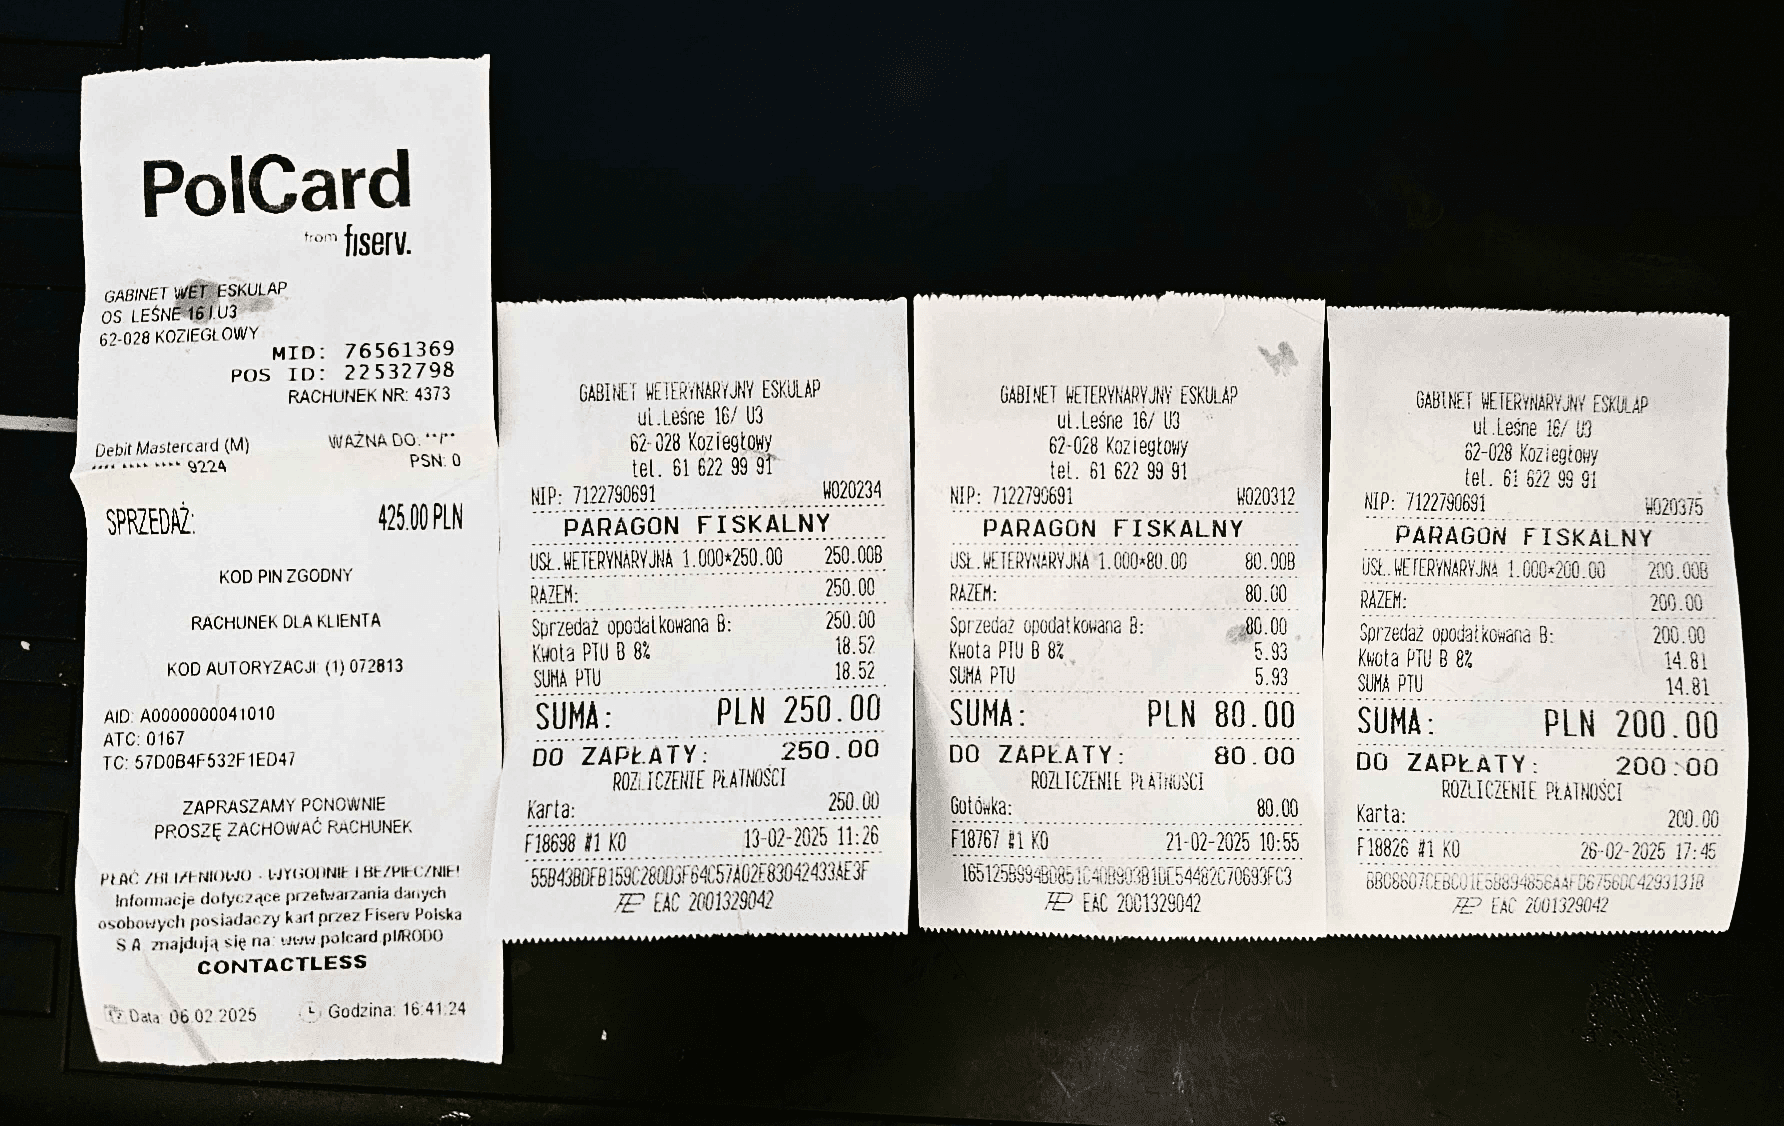 PolCard
from fiserv.
GABINET WET ESKULAP
OS LEŚNE 16 / U3
62-028 KOZIEGŁOWY
MID: 76561369
POS ID: 22532798
RACHUNEK NR: 4373
Debit Mastercard (M) WAŻNA DO: **/**
**** **** **** 9224 PSN: 0
SPRZEDAŻ: 425.00 PLN
KOD PIN ZGODNY
RACHUNEK DLA KLIENTA
KOD AUTORYZACJI: (1) 072813
AID: A0000000041010
ATC: 0167
TC: 57D0B4F532F1ED47
ZAPRASZAMY PONOWNIE
PROSZĘ ZACHOWAĆ RACHUNEK
PŁAĆ ZBLIŻENIOWO - WYGODNIE I BEZPIECZNIE!
Informacje dotyczące przetwarzania danych
osobowych posiadaczy kart przez Fiserv Polska
S.A. znajdują się na: www.polcard.pl/RODO
CONTACTLESS
Data: 06.02.2025 Godzina: 16:41:24
GABINET WETERYNARYJNY ESKULAP
ul.Leśne 16/ U3
62-028 Koziegłowy
tel. 61 622 99 91
NIP: 7122790691 W020234
PARAGON FISKALNY
USŁ.WETERYNARYJNA 1.000*250.00 250.00B
RAZEM: 250.00
Sprzedaż opodatkowana B: 250.00
Kwota PTU B 8% 18.52
SUMA PTU 18.52
SUMA: PLN 250.00
DO ZAPŁATY: 250.00
ROZLICZENIE PŁATNOŚCI
Karta: 250.00
F18698 #1 KO 13-02-2025 11:26
55B43BDFB159C280D3F64C57A02E83042433AE3F
EAC 2001329042
GABINET WETERYNARYJNY ESKULAP
ul.Leśne 16/ U3
62-028 Koziegłowy
tel. 61 622 99 91
NIP: 7122790691 W020312
PARAGON FISKALNY
USŁ.WETERYNARYJNA 1.000*80.00 80.00B
RAZEM: 80.00
Sprzedaż opodatkowana B: 80.00
Kwota PTU B 8% 5.93
SUMA PTU 5.93
SUMA: PLN 80.00
DO ZAPŁATY: 80.00
ROZLICZENIE PŁATNOŚCI
Gotówka: 80.00
F18767 #1 KO 21-02-2025 10:55
165125B994BD851C40B903B1DE54482C70693FC3
EAC 2001329042
GABINET WETERYNARYJNY ESKULAP
ul.Leśne 16/ U3
62-028 Koziegłowy
tel. 61 622 99 91
NIP: 7122790691 W020375
PARAGON FISKALNY
USŁ.WETERYNARYJNA 1.000*200.00 200.00B
RAZEM: 200.00
Sprzedaż opodatkowana B: 200.00
Kwota PTU B 8% 14.81
SUMA PTU 14.81
SUMA: PLN 200.00
DO ZAPŁATY: 200.00
ROZLICZENIE PŁATNOŚCI
Karta: 200.00
F18826 #1 KO 26-02-2025 17:45
EAC 2001329042